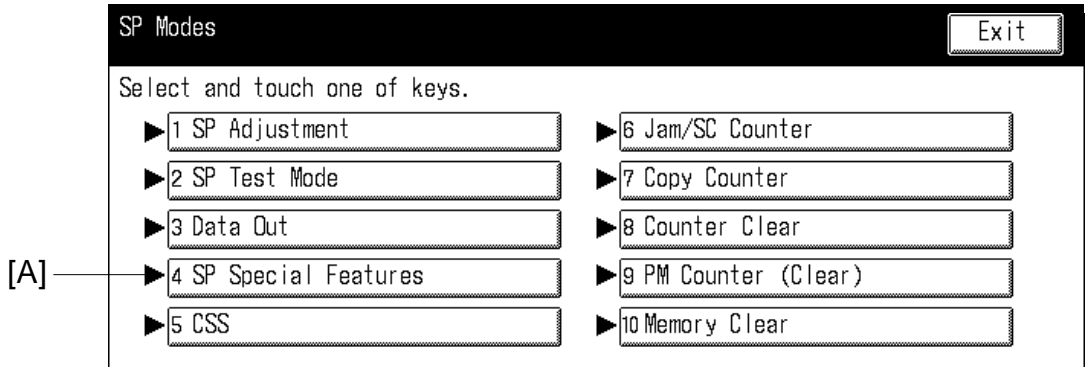 SP Modes
Exit
Select and touch one of keys.
1 SP Adjustment
2 SP Test Mode
3 Data Out
[A]
4 SP Special Features
5 CSS
6 Jam/SC Counter
7 Copy Counter
8 Counter Clear
9 PM Counter (Clear)
10 Memory Clear